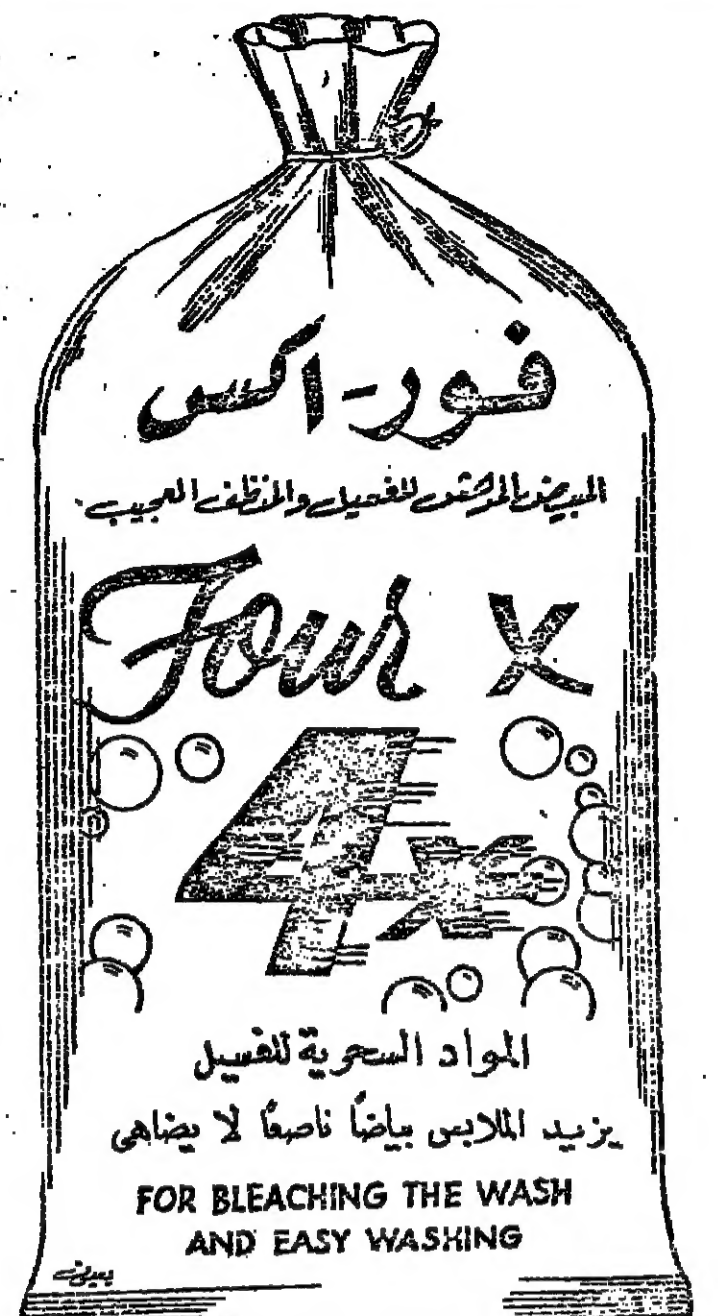 فور-اكس
المبيض المركز للغسيل والمنظف العجيب
Four X
4x
المواد السحرية للغسيل
يزيد الملابس بياضاً ناصعاً لا يضاهى
FOR BLEACHING THE WASH
AND EASY WASHING